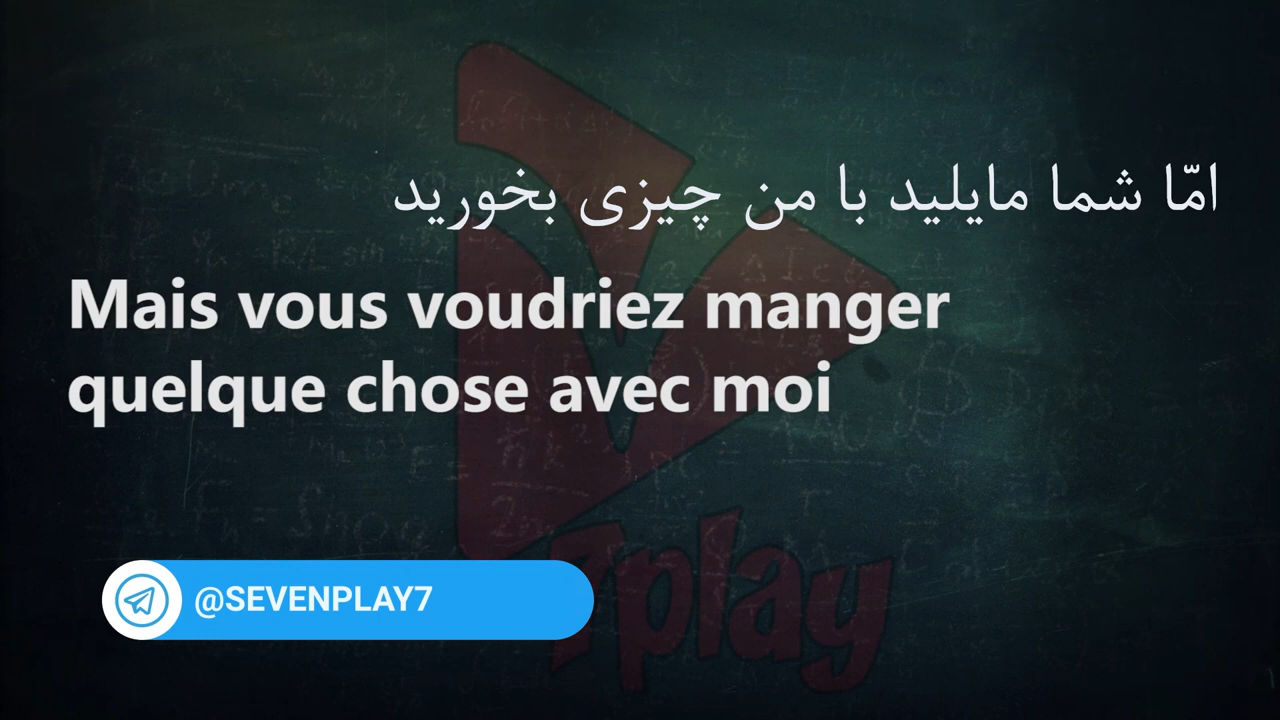 امّا شما مایلید با من چیزی بخورید
Mais vous voudriez manger
quelque chose avec moi
@SEVENPLAY7
7play